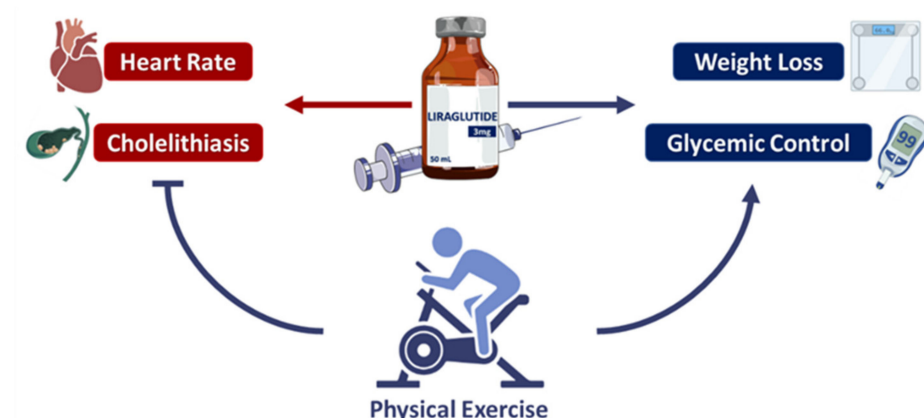 Heart Rate
Cholelithiasis
LIRAGLUTIDE
3mg
50 mL
Weight Loss
Glycemic Control
99
Physical Exercise